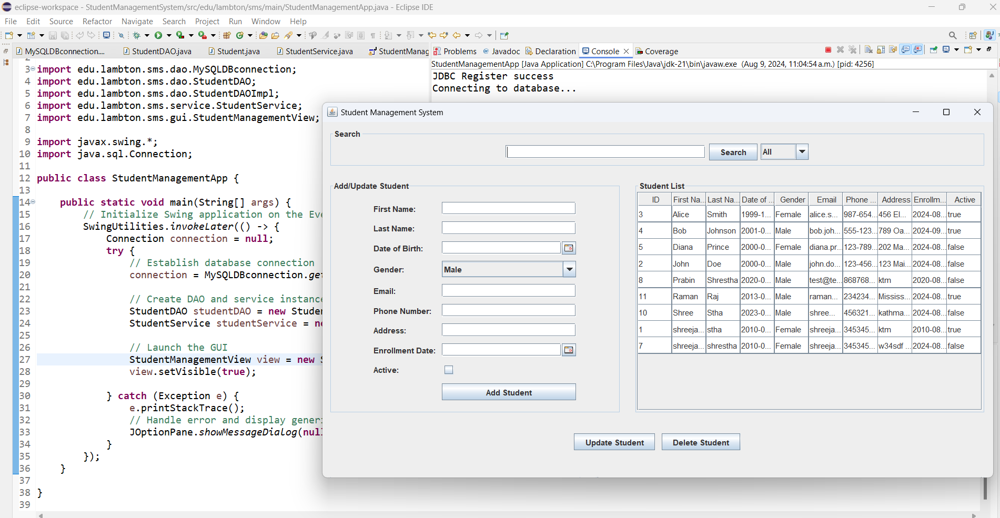 eclipse-workspace - StudentManagementSystem/src/edu/lambton/sms/main/StudentManagementApp.java - Eclipse IDE
File Edit Source Refactor Navigate Search Project Run Window Help
MySQLDBconnection.... StudentDAO.java Student.java StudentService.java StudentManag
3 import edu.lambton.sms.dao.MySQLDBconnection;
4 import edu.lambton.sms.dao.StudentDAO;
5 import edu.lambton.sms.dao.StudentDAOImpl;
6 import edu.lambton.sms.service.StudentService;
7 import edu.lambton.sms.gui.StudentManagementView;
8
9 import javax.swing.*;
10 import java.sql.Connection;
11
12 public class StudentManagementApp {
13
14 public static void main(String[] args) {
15 // Initialize Swing application on the Eve
16 SwingUtilities.invokeLater(() -> {
17 Connection connection = null;
18 try {
19 // Establish database connection
20 connection = MySQLDBconnection.get
21
22 // Create DAO and service instance
23 StudentDAO studentDAO = new Studen
24 StudentService studentService = ne
25
26 // Launch the GUI
27 StudentManagementView view = new S
28 view.setVisible(true);
29
30 } catch (Exception e) {
31 e.printStackTrace();
32 // Handle error and display generi
33 JOptionPane.showMessageDialog(null
34 }
35 });
36 }
37
38 }
39
Problems Javadoc Declaration Console Coverage
StudentManagementApp [Java Application] C:\Program Files\Java\jdk-21\bin\javaw.exe (Aug 9, 2024, 11:04:54 a.m.) [pid: 4256]
JDBC Register success
Connecting to database...
Student Management System
Search
Search All
Add/Update Student
First Name:
Last Name:
Date of Birth:
Gender: Male
Email:
Phone Number:
Address:
Enrollment Date:
Active:
Add Student
Student List
ID First Na... Last Na... Date of ... Gender Email Phone ... Address Enrollm... Active
3 Alice Smith 1999-1... Female alice.s... 987-654... 456 El... 2024-08... true
4 Bob Johnson 2001-0... Male bob.joh... 555-123... 789 Oa... 2024-09... true
5 Diana Prince 2000-0... Female diana.pr... 123-789... 202 Ma... 2024-08... false
2 John Doe 2000-0... Male john.do... 123-456... 123 Mai... 2024-08... false
8 Prabin Shrestha 2020-0... Male test@te... 868768... ktm 2020-08... false
11 Raman Raj 2013-0... Male raman... 234234... Mississ... 2024-08... true
10 Shree Stha 2023-0... Male shree... 456321... kathma... 2024-08... false
1 shreeja... stha 2010-0... Female shreeja... 345345... ktm 2010-08... true
7 shreeja... shrestha 2010-0... Female shreeja... 345345... w34sdf ... 2024-08... false
Update Student Delete Student